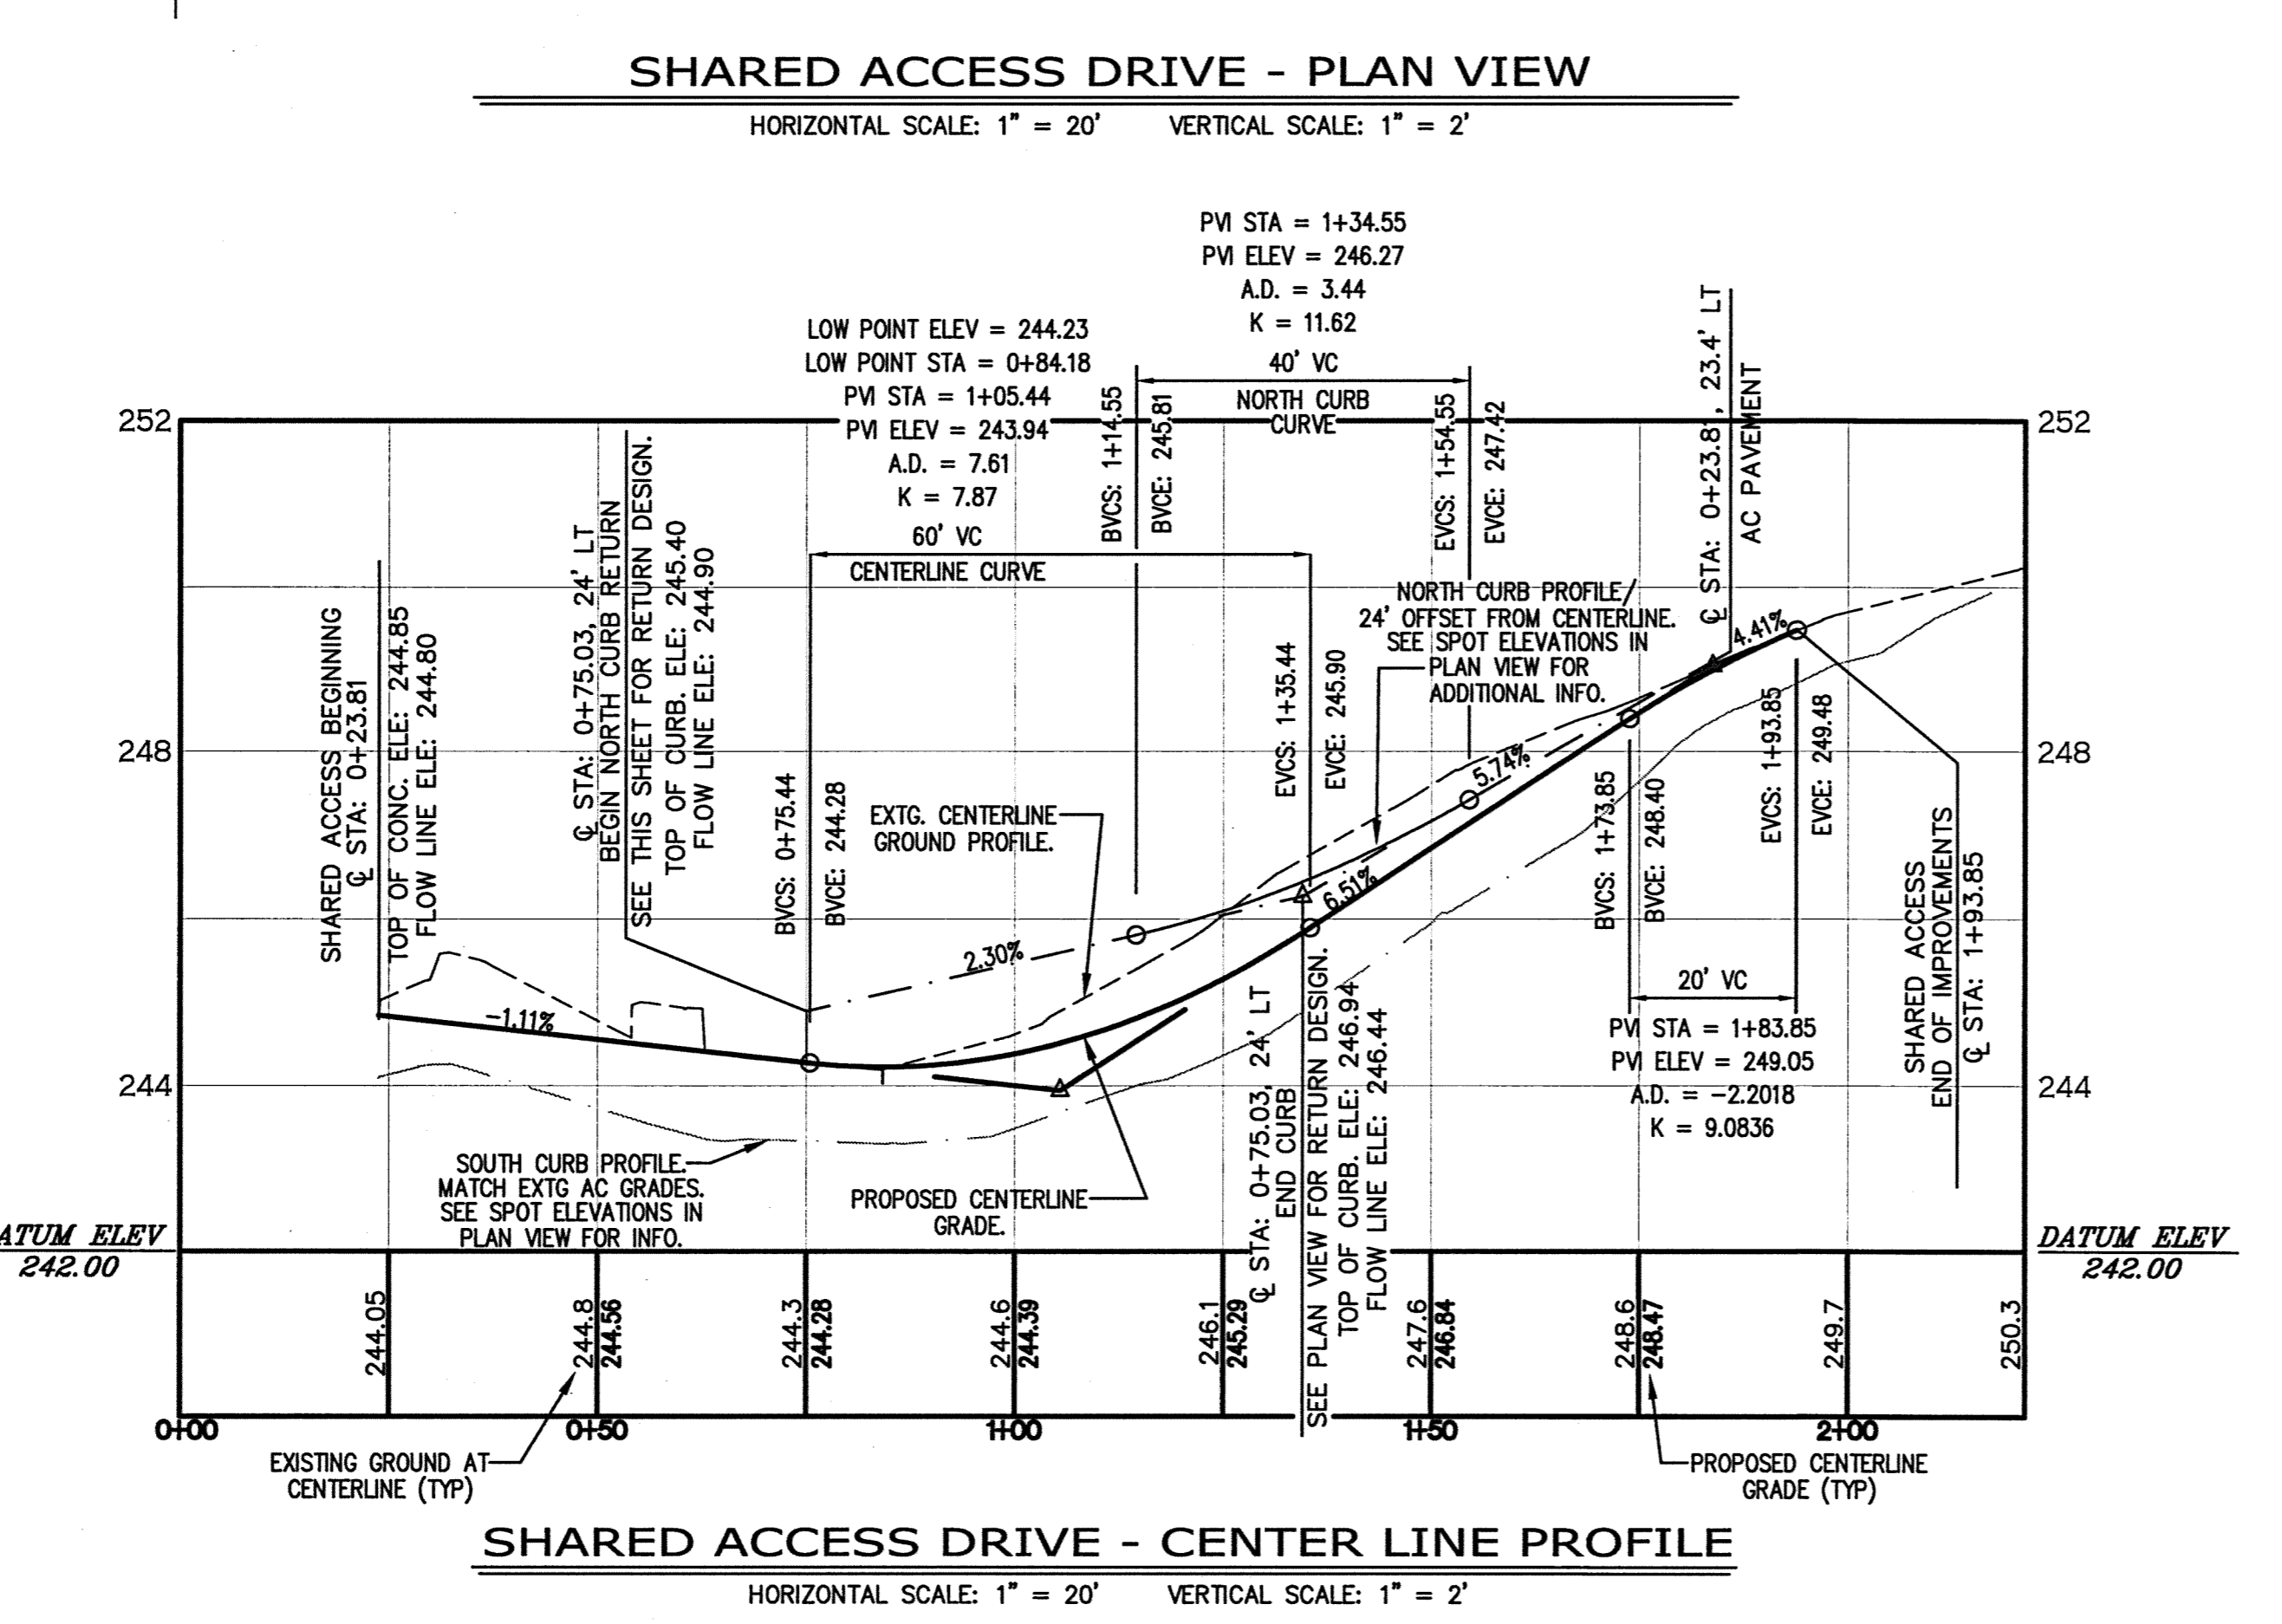 SHARED ACCESS DRIVE - PLAN VIEW
HORIZONTAL SCALE: 1" = 20' VERTICAL SCALE: 1" = 2'
PVI STA = 1+34.55
PVI ELEV = 246.27
A.D. = 3.44
K = 11.62
40' VC
NORTH CURB
CURVE
LOW POINT ELEV = 244.23
LOW POINT STA = 0+84.18
PVI STA = 1+05.44
PVI ELEV = 243.94
A.D. = 7.61
K = 7.87
60' VC
CENTERLINE CURVE
BVCS: 1+14.55
BVCE: 245.81
EVCS: 1+54.55
EVCE: 247.42
℄ STA: 0+23.81, 23.4' LT
AC PAVEMENT
252
252
248
248
244
244
SHARED ACCESS BEGINNING
℄ STA: 0+23.81
TOP OF CONC. ELE: 244.85
FLOW LINE ELE: 244.80
℄ STA: 0+75.03, 24' LT
BEGIN NORTH CURB RETURN
SEE THIS SHEET FOR RETURN DESIGN.
TOP OF CURB. ELE: 245.40
FLOW LINE ELE: 244.90
BVCS: 0+75.44
BVCE: 244.28
EXTG. CENTERLINE
GROUND PROFILE.
EVCS: 1+35.44
EVCE: 245.90
NORTH CURB PROFILE/
24' OFFSET FROM CENTERLINE.
SEE SPOT ELEVATIONS IN
PLAN VIEW FOR
ADDITIONAL INFO.
-1.11%
2.30%
6.51%
5.74%
4.41%
BVCS: 1+73.85
BVCE: 248.40
EVCS: 1+93.85
EVCE: 249.48
20' VC
PVI STA = 1+83.85
PVI ELEV = 249.05
A.D. = -2.2018
K = 9.0836
SHARED ACCESS
END OF IMPROVEMENTS
℄ STA: 1+93.85
SOUTH CURB PROFILE.
MATCH EXTG AC GRADES.
SEE SPOT ELEVATIONS IN
PLAN VIEW FOR INFO.
PROPOSED CENTERLINE
GRADE.
℄ STA: 0+75.03, 24' LT
END CURB
SEE PLAN VIEW FOR RETURN DESIGN.
TOP OF CURB. ELE: 246.94
FLOW LINE ELE: 246.44
ATUM ELEV
242.00
DATUM ELEV
242.00
244.05
244.8
244.56
244.3
244.28
244.6
244.39
246.1
245.29
247.6
246.84
248.6
248.47
249.7
250.3
0+00
0+50
1+00
1+50
2+00
EXISTING GROUND AT
CENTERLINE (TYP)
PROPOSED CENTERLINE
GRADE (TYP)
SHARED ACCESS DRIVE - CENTER LINE PROFILE
HORIZONTAL SCALE: 1" = 20' VERTICAL SCALE: 1" = 2'